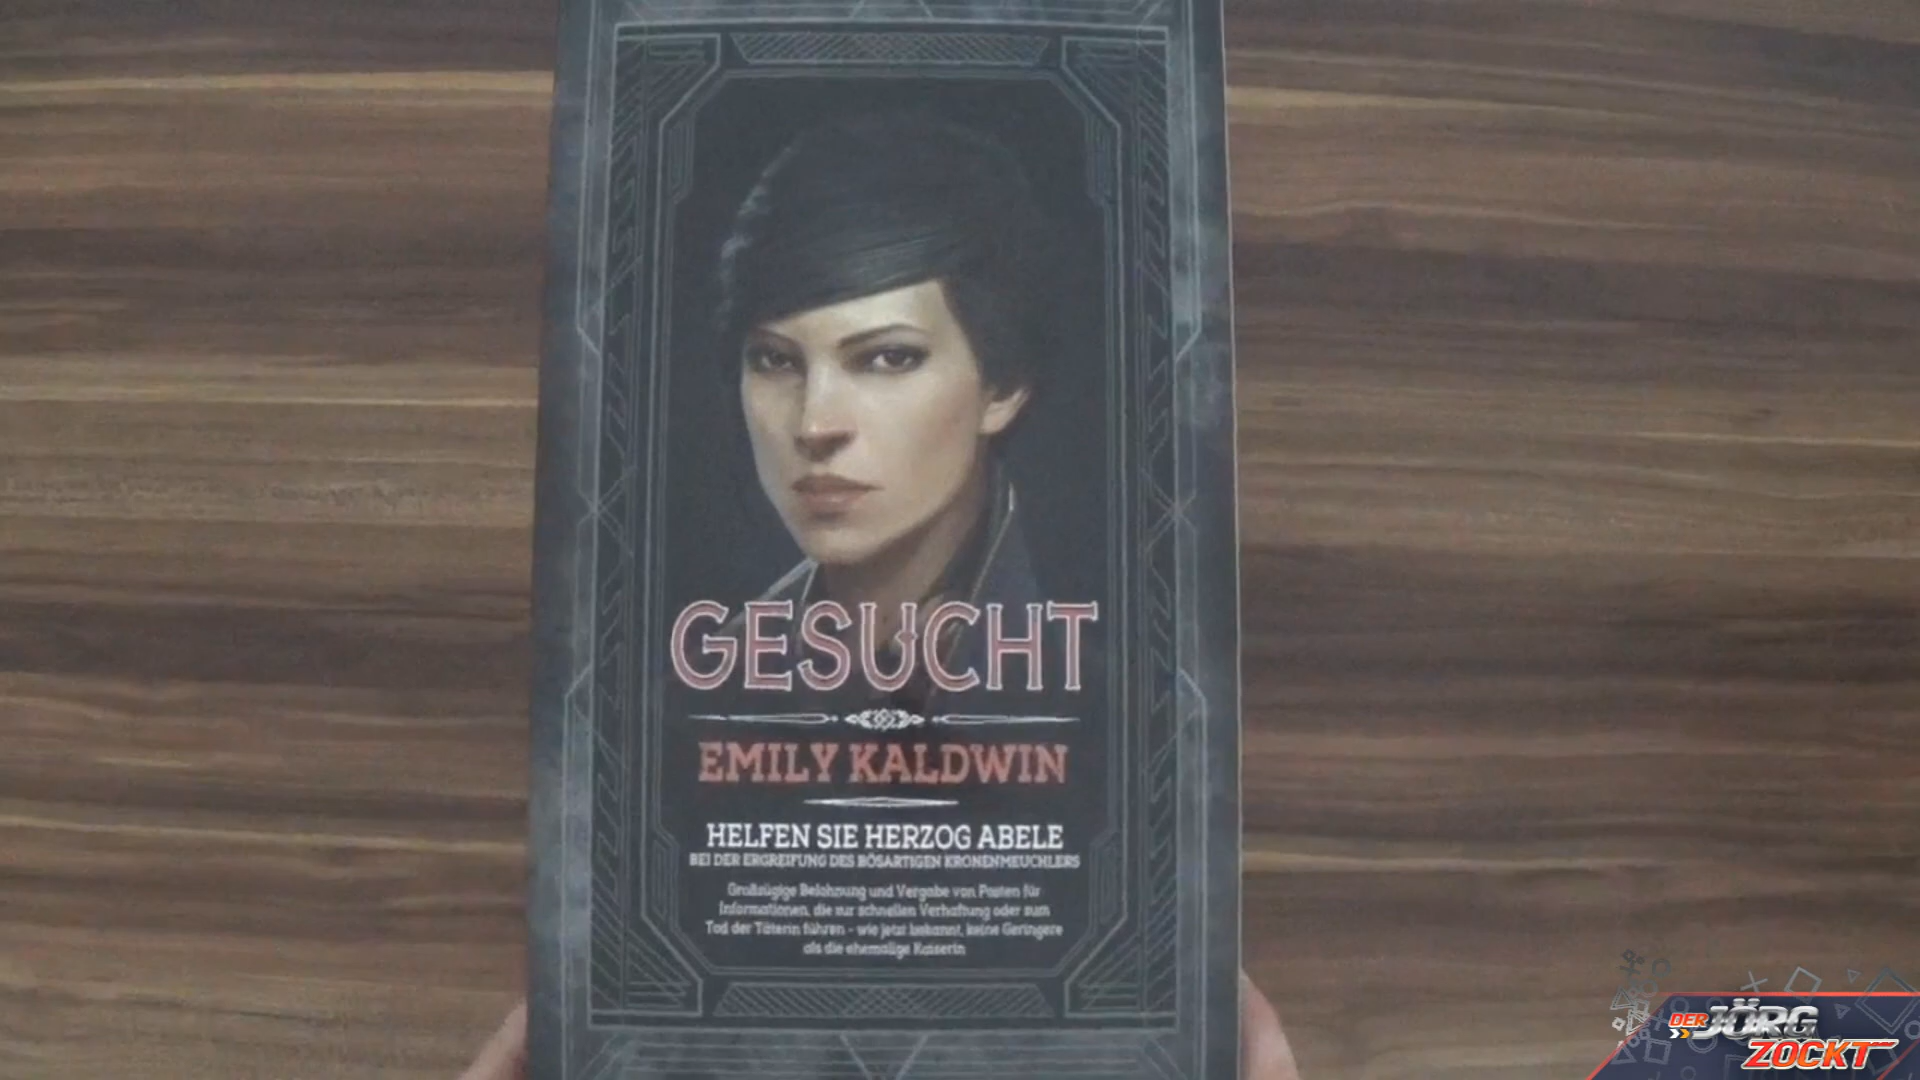 GESUCHT
EMILY KALDWIN
HELFEN SIE HERZOG ABELE
BEI DER ERGREIFUNG DES BÖSARTIGEN KRONENMEUCHLERS
Großzügige Belohnung und Vergabe von Posten für
Informationen, die zur schnellen Verhaftung oder zum
Tod der Täterin führen - wie jetzt bekannt, keine Geringere
als die ehemalige Kaiserin
DER JÖRG
ZOCKT